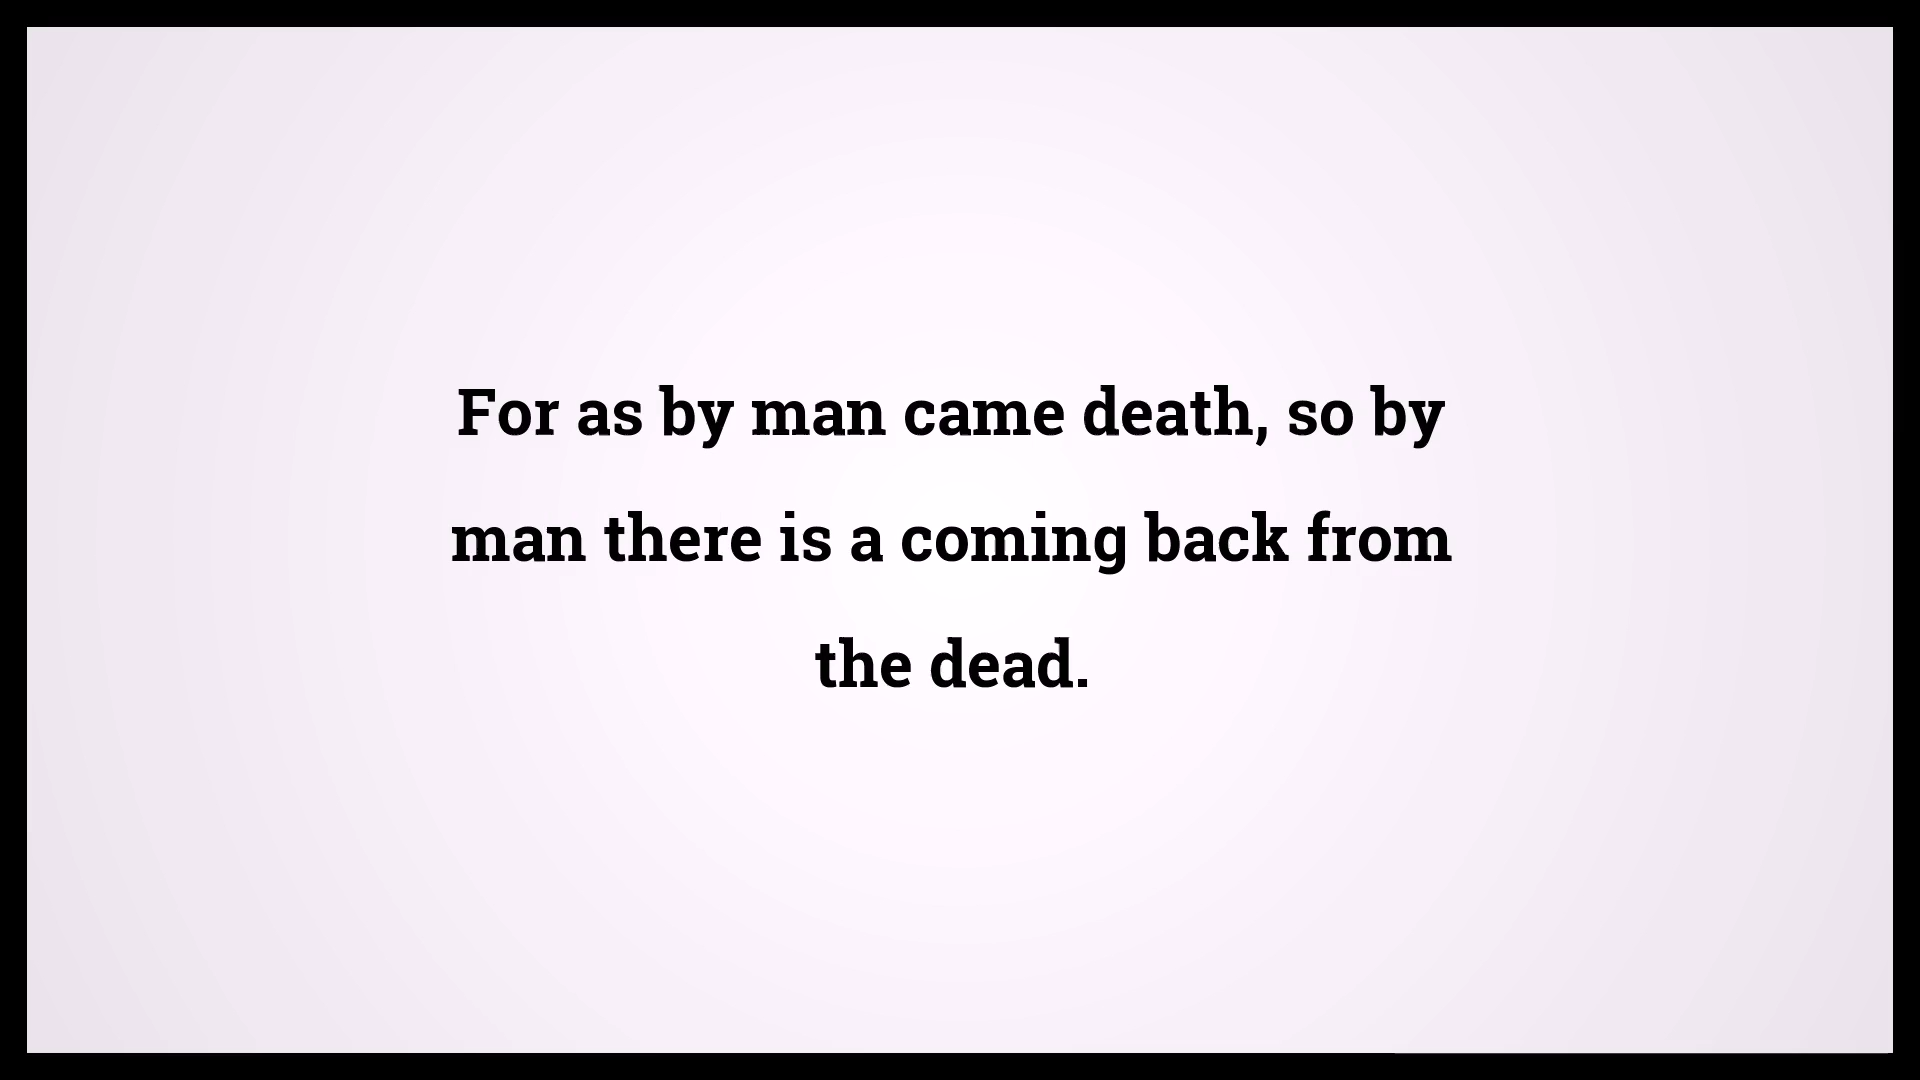 For as by man came death, so by
man there is a coming back from
the dead.